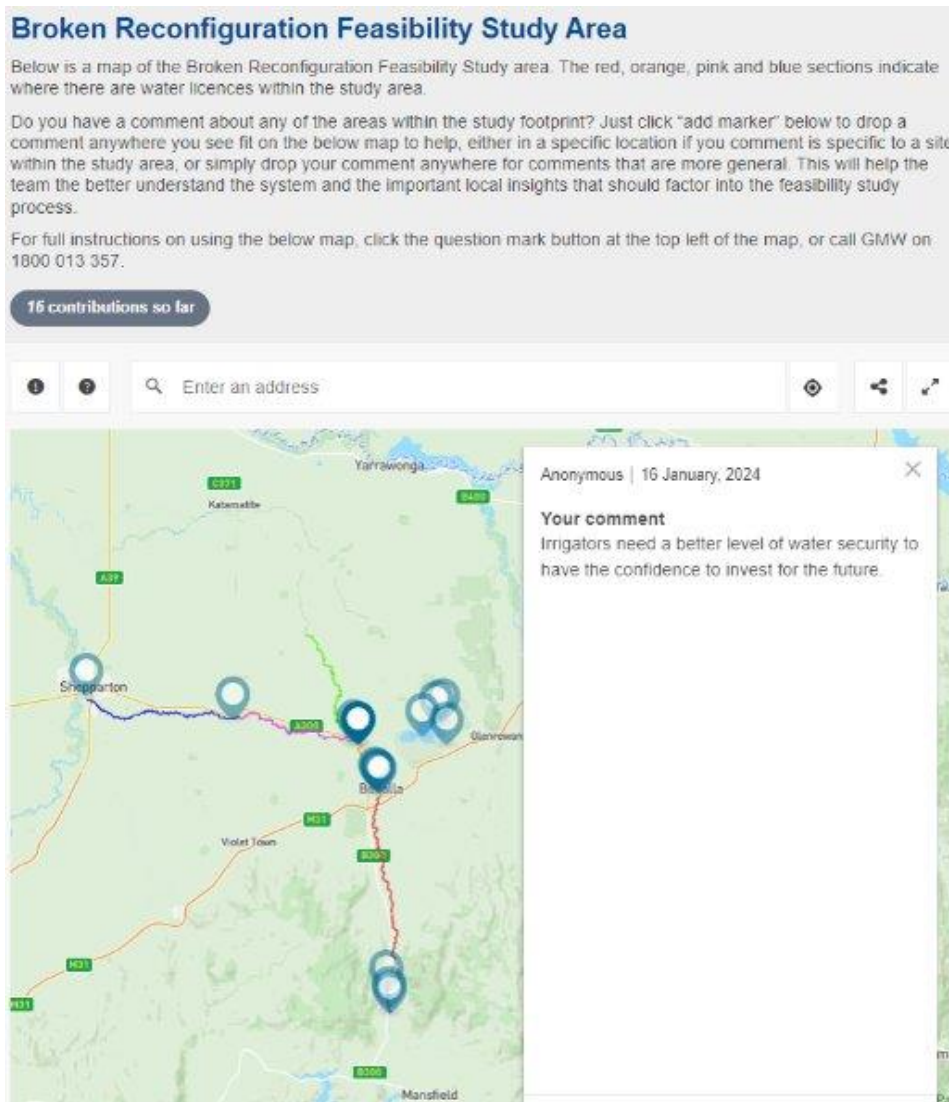 Broken Reconfiguration Feasibility Study Area
Below is a map of the Broken Reconfiguration Feasibility Study area. The red, orange, pink and blue sections indicate
where there are water licences within the study area.
Do you have a comment about any of the areas within the study footprint? Just click "add marker" below to drop a
comment anywhere you see fit on the below map to help, either in a specific location if you comment is specific to a site
within the study area, or simply drop your comment anywhere for comments that are more general. This will help the
team the better understand the system and the important local insights that should factor into the feasibility study
process.
For full instructions on using the below map, click the question mark button at the top left of the map, or call GMW on
1800 013 357.
16 contributions so far
Enter an address
Anonymous | 16 January, 2024
Your comment
Irrigators need a better level of water security to
have the confidence to invest for the future.
Yarrawonga
C371
B400
Katamatite
A39
Shepparton
A300
Glenrowan
Benalla
M31
Violet Town
B300
M31
M31
B300
Mansfield